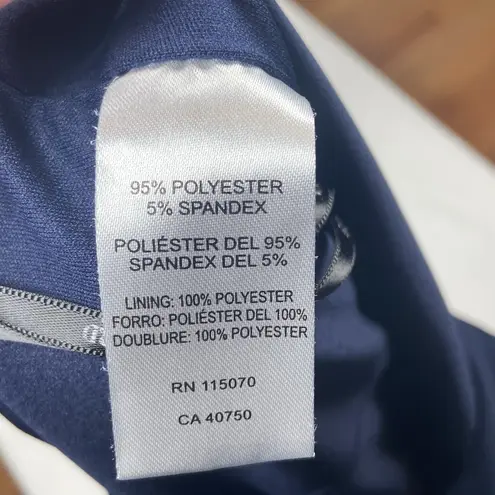 95% POLYESTER
5% SPANDEX
POLIÉSTER DEL 95%
SPANDEX DEL 5%
LINING: 100% POLYESTER
FORRO: POLIÉSTER DEL 100%
DOUBLURE: 100% POLYESTER
RN 115070
CA 40750